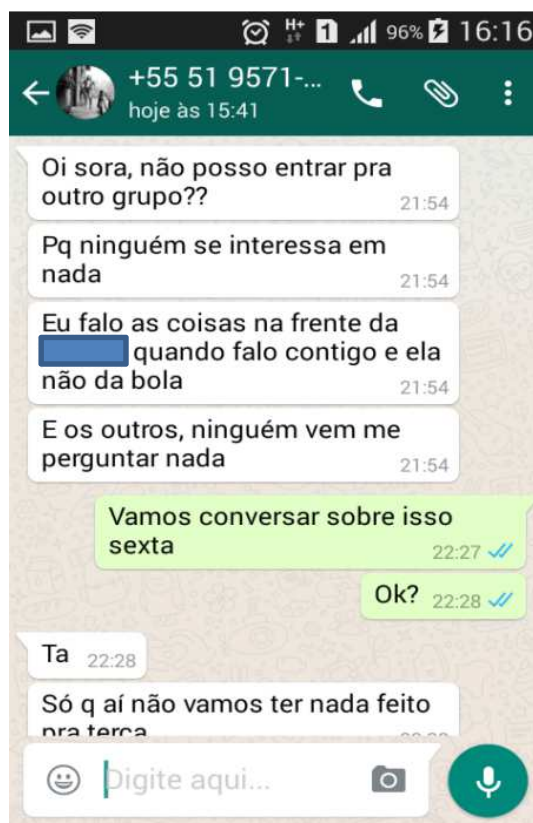 96% 16:16
+55 51 9571-...
hoje às 15:41
Oi sora, não posso entrar pra
outro grupo??
21:54
Pq ninguém se interessa em
nada
21:54
Eu falo as coisas na frente da
quando falo contigo e ela
não da bola
21:54
E os outros, ninguém vem me
perguntar nada
21:54
Vamos conversar sobre isso
sexta
22:27
Ok? 22:28
Ta 22:28
Só q aí não vamos ter nada feito
pra terça
Digite aqui...